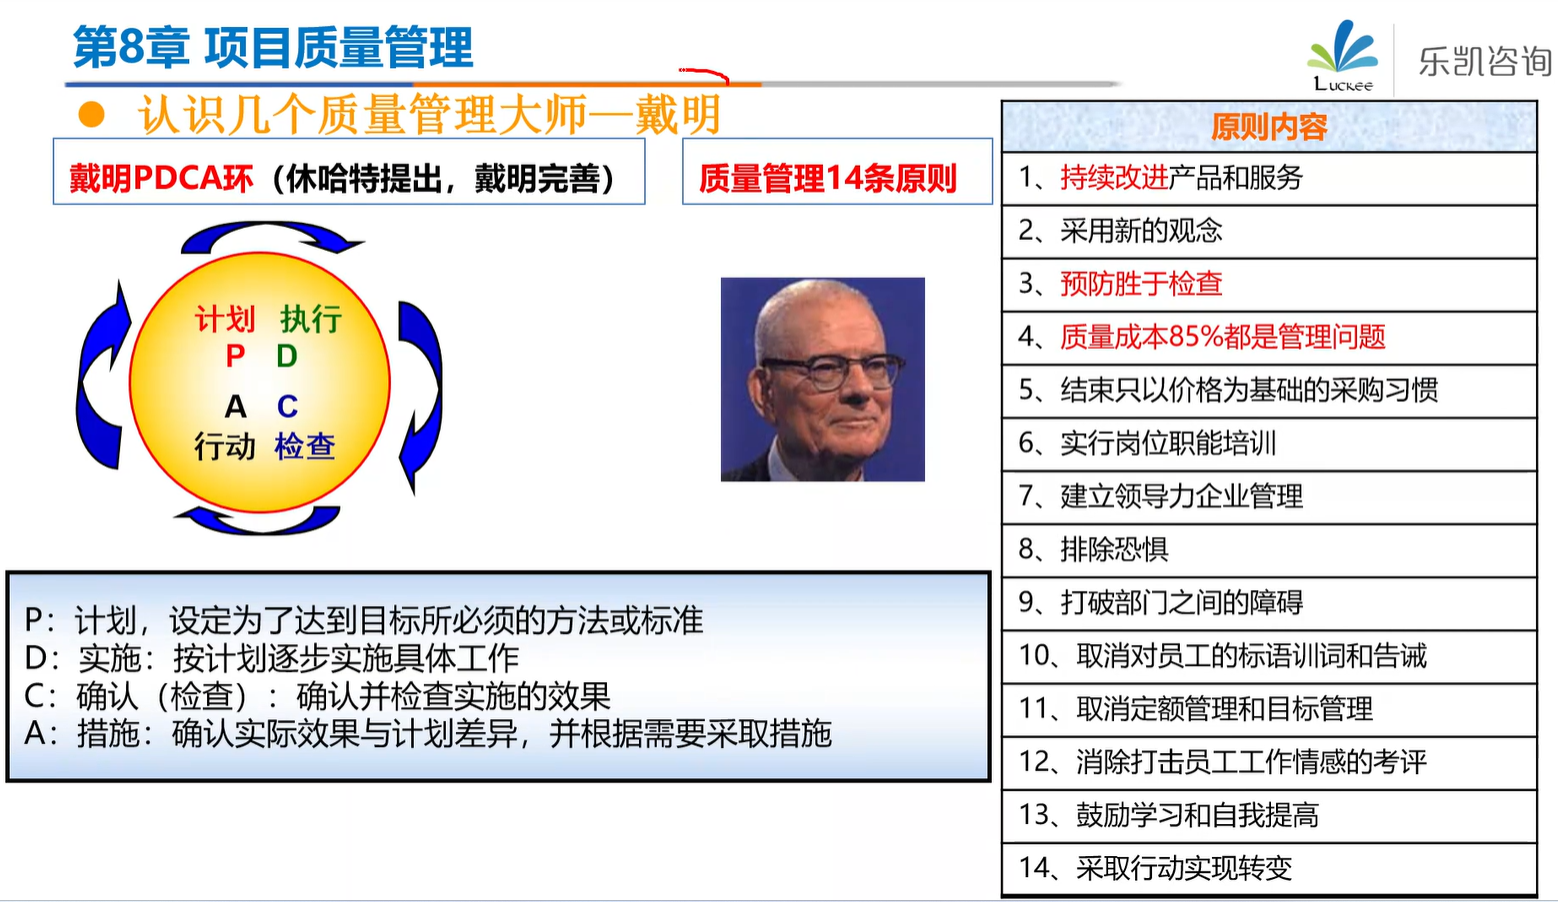 第8章 项目质量管理
Luckee
乐凯咨询
● 认识几个质量管理大师—戴明
戴明PDCA环（休哈特提出，戴明完善）
质量管理14条原则
计划 执行
P D
A C
行动 检查
P：计划，设定为了达到目标所必须的方法或标准
D：实施：按计划逐步实施具体工作
C：确认（检查）：确认并检查实施的效果
A：措施：确认实际效果与计划差异，并根据需要采取措施
原则内容
1、持续改进产品和服务
2、采用新的观念
3、预防胜于检查
4、质量成本85%都是管理问题
5、结束只以价格为基础的采购习惯
6、实行岗位职能培训
7、建立领导力企业管理
8、排除恐惧
9、打破部门之间的障碍
10、取消对员工的标语训词和告诫
11、取消定额管理和目标管理
12、消除打击员工工作情感的考评
13、鼓励学习和自我提高
14、采取行动实现转变